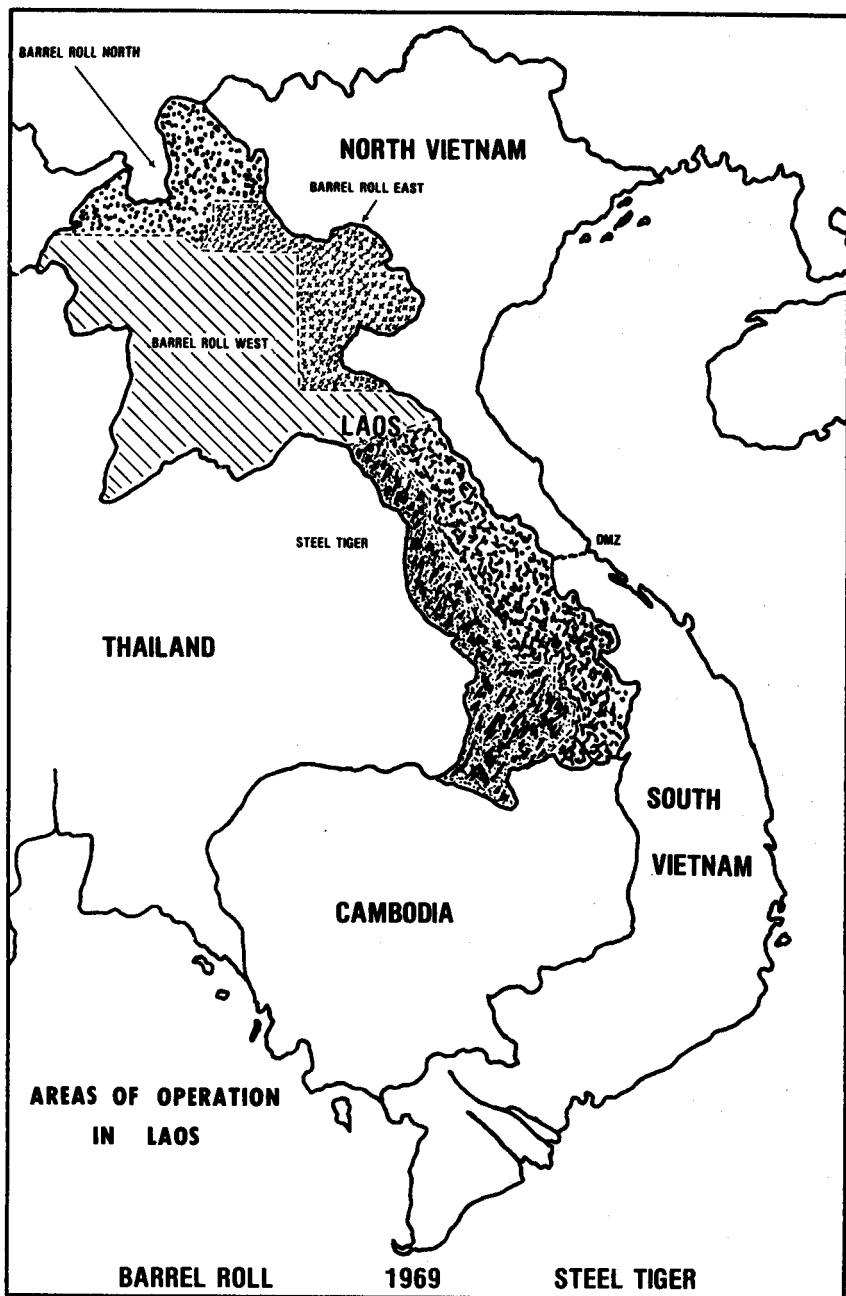 BARREL ROLL NORTH
NORTH VIETNAM
BARREL ROLL EAST
BARREL ROLL WEST
LAOS
STEEL TIGER
DMZ
THAILAND
SOUTH
VIETNAM
CAMBODIA
AREAS OF OPERATION
IN LAOS
BARREL ROLL 1969 STEEL TIGER